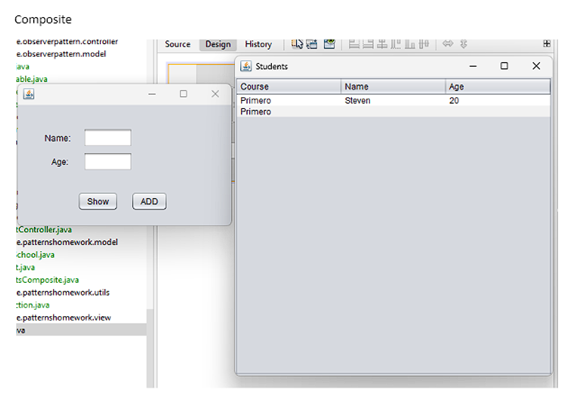 Composite
e.observerpattern.controller
e.observerpattern.model
ava
able.java
Source Design History
Students
Course Name Age
Primero Steven 20
Primero
Name:
Age:
Show ADD
tController.java
e.patternshomework.model
chool.java
t.java
tsComposite.java
e.patternshomework.utils
ction.java
e.patternshomework.view
va